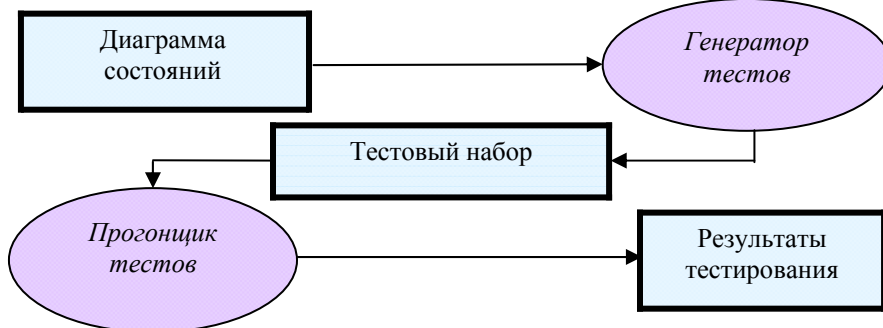 Диаграмма
состояний
Генератор
тестов
Тестовый набор
Прогонщик
тестов
Результаты
тестирования